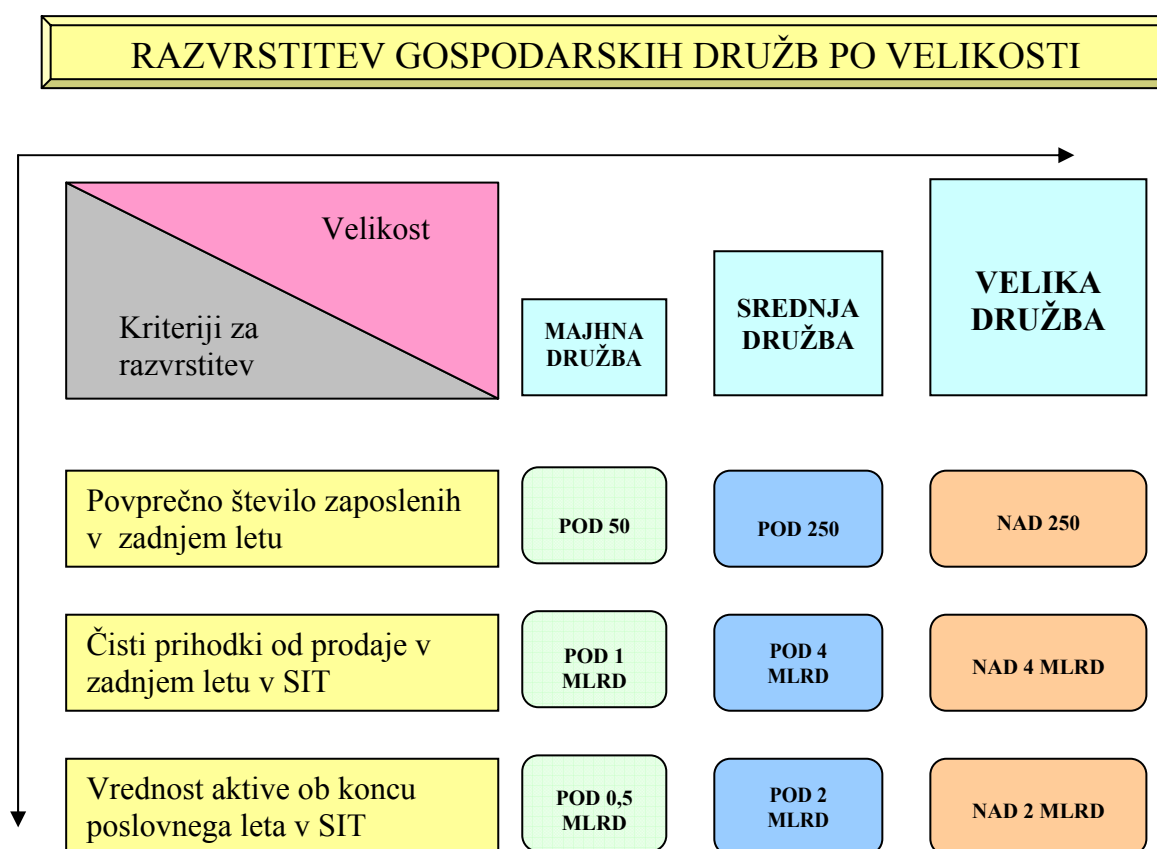 RAZVRSTITEV GOSPODARSKIH DRUŽB PO VELIKOSTI
Velikost
Kriteriji za
razvrstitev
MAJHNA
DRUŽBA
SREDNJA
DRUŽBA
VELIKA
DRUŽBA
Povprečno število zaposlenih
v zadnjem letu
POD 50
POD 250
NAD 250
Čisti prihodki od prodaje v
zadnjem letu v SIT
POD 1
MLRD
POD 4
MLRD
NAD 4 MLRD
Vrednost aktive ob koncu
poslovnega leta v SIT
POD 0,5
MLRD
POD 2
MLRD
NAD 2 MLRD